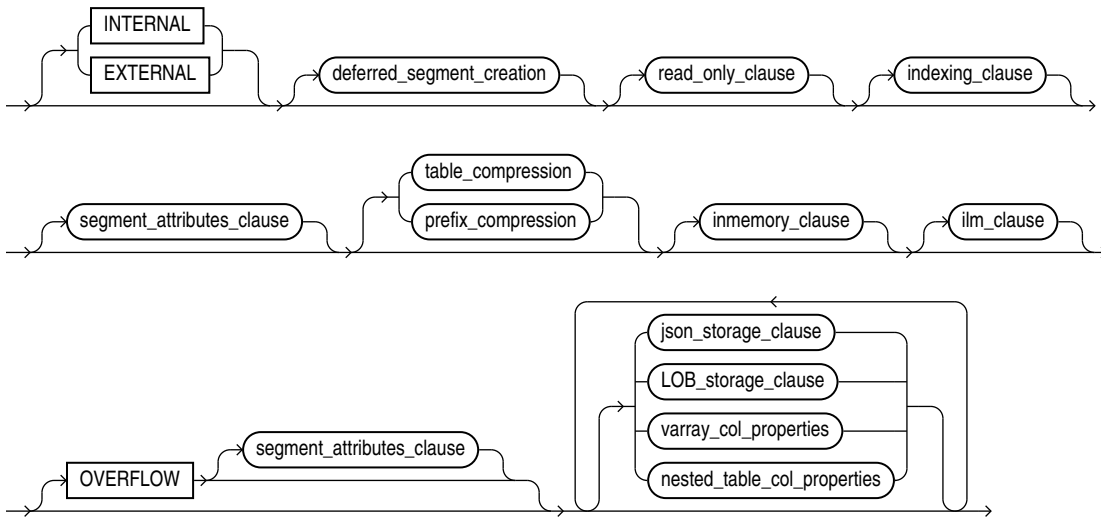 INTERNAL
EXTERNAL
deferred_segment_creation
read_only_clause
indexing_clause
segment_attributes_clause
table_compression
prefix_compression
inmemory_clause
ilm_clause
OVERFLOW
segment_attributes_clause
json_storage_clause
LOB_storage_clause
varray_col_properties
nested_table_col_properties